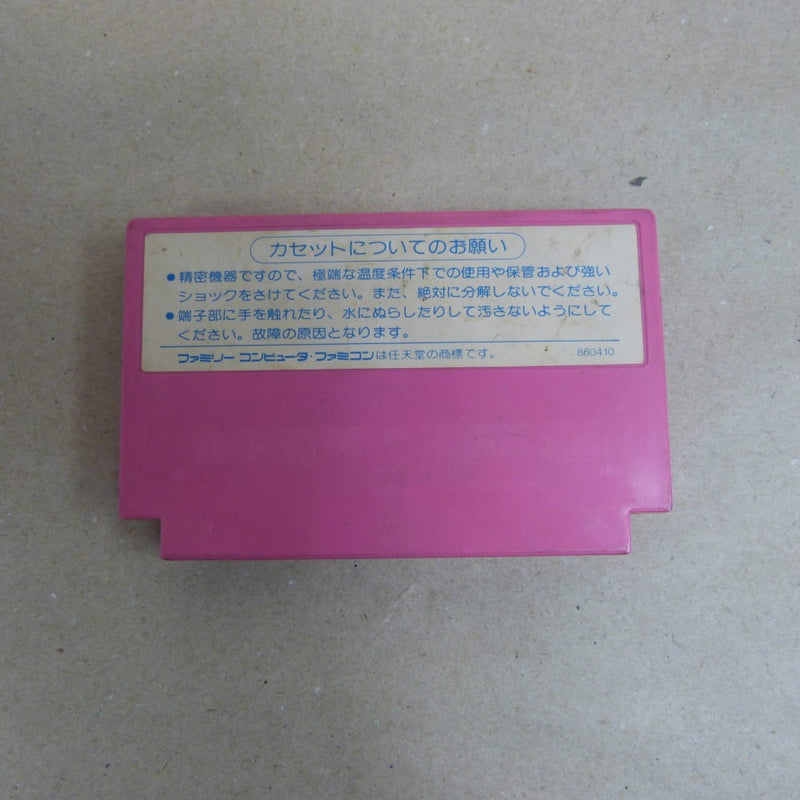 カセットについてのお願い
●精密機器ですので、極端な温度条件下での使用や保管および強い
ショックをさけてください。また、絶対に分解しないでください。
●端子部に手を触れたり、水にぬらしたりして汚さないようにして
ください。故障の原因となります。
ファミリー コンピュータ・ファミコンは任天堂の商標です。 860410